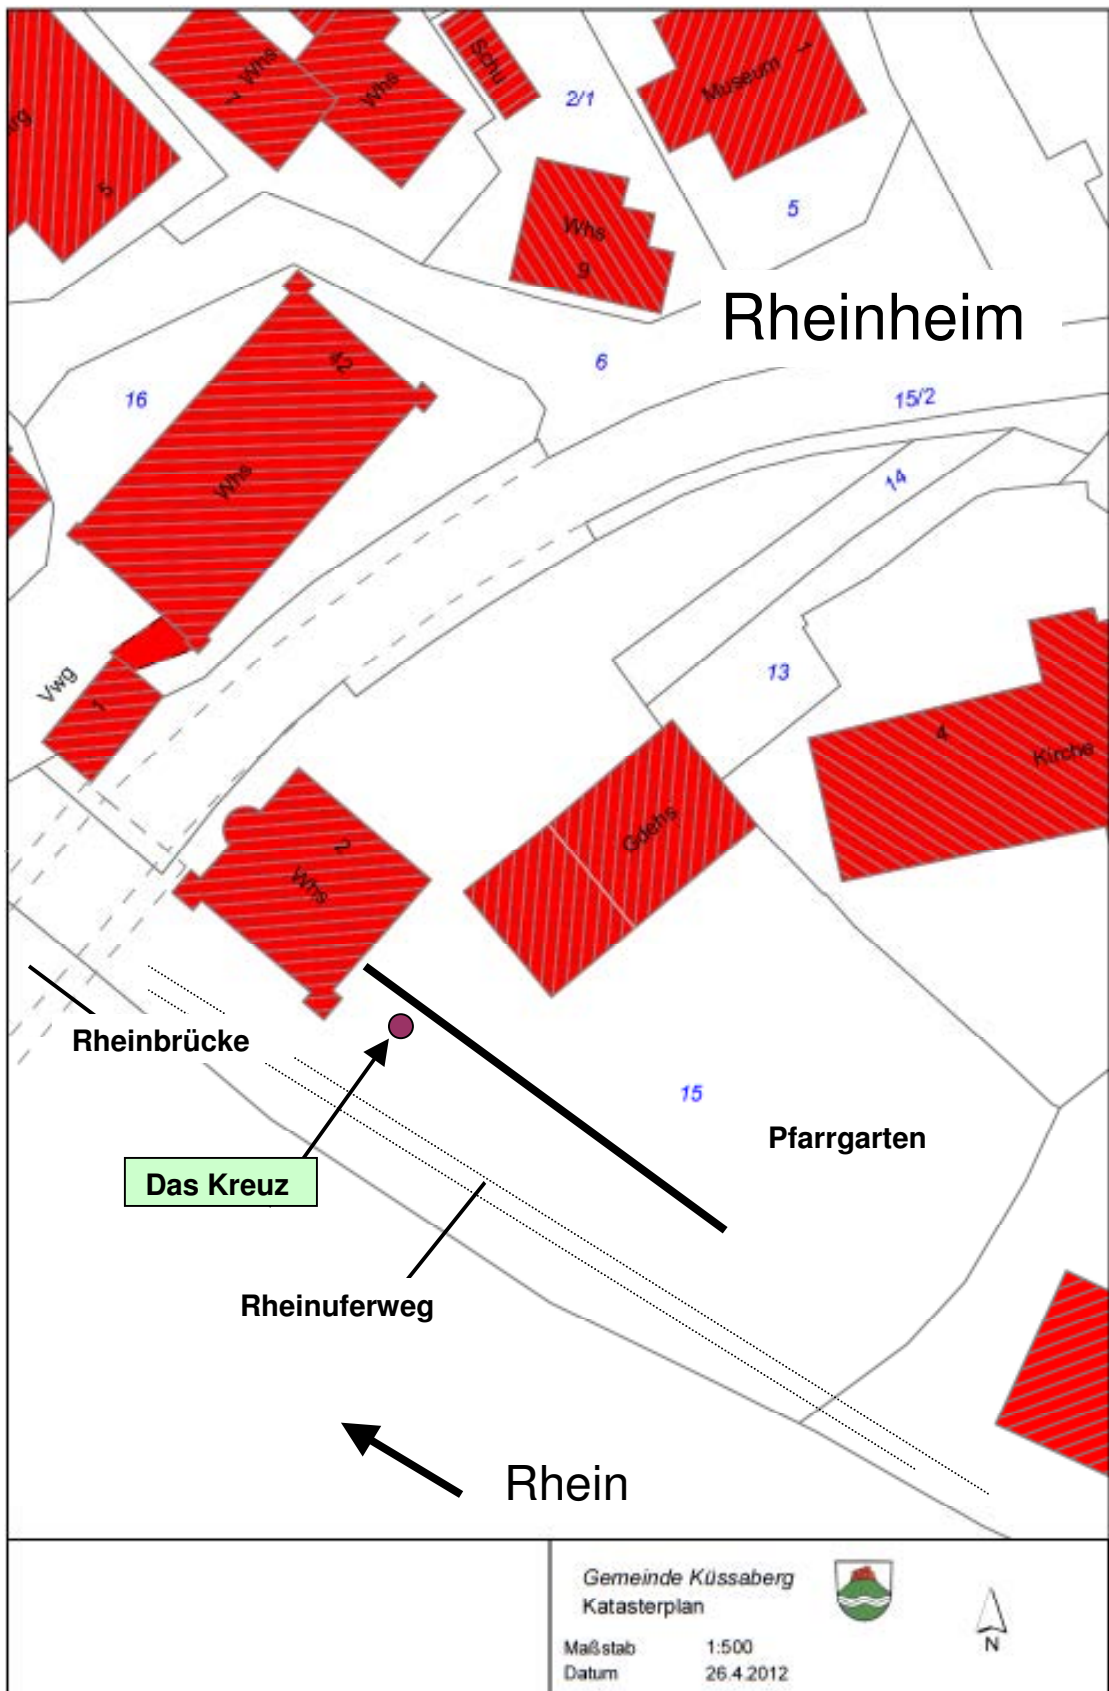 Whs
7
Whs
Schu
2/1
Museum
1
5
5
Whs
9
Rheinheim
42
6
16
15/2
Whs
14
Vwg
1
13
4
Kirche
Gdehs
2
Whs
Rheinbrücke
15
Pfarrgarten
Das Kreuz
Rheinuferweg
Rhein
Gemeinde Küssaberg
Katasterplan
Maßstab 1:500
Datum 26.4.2012
N